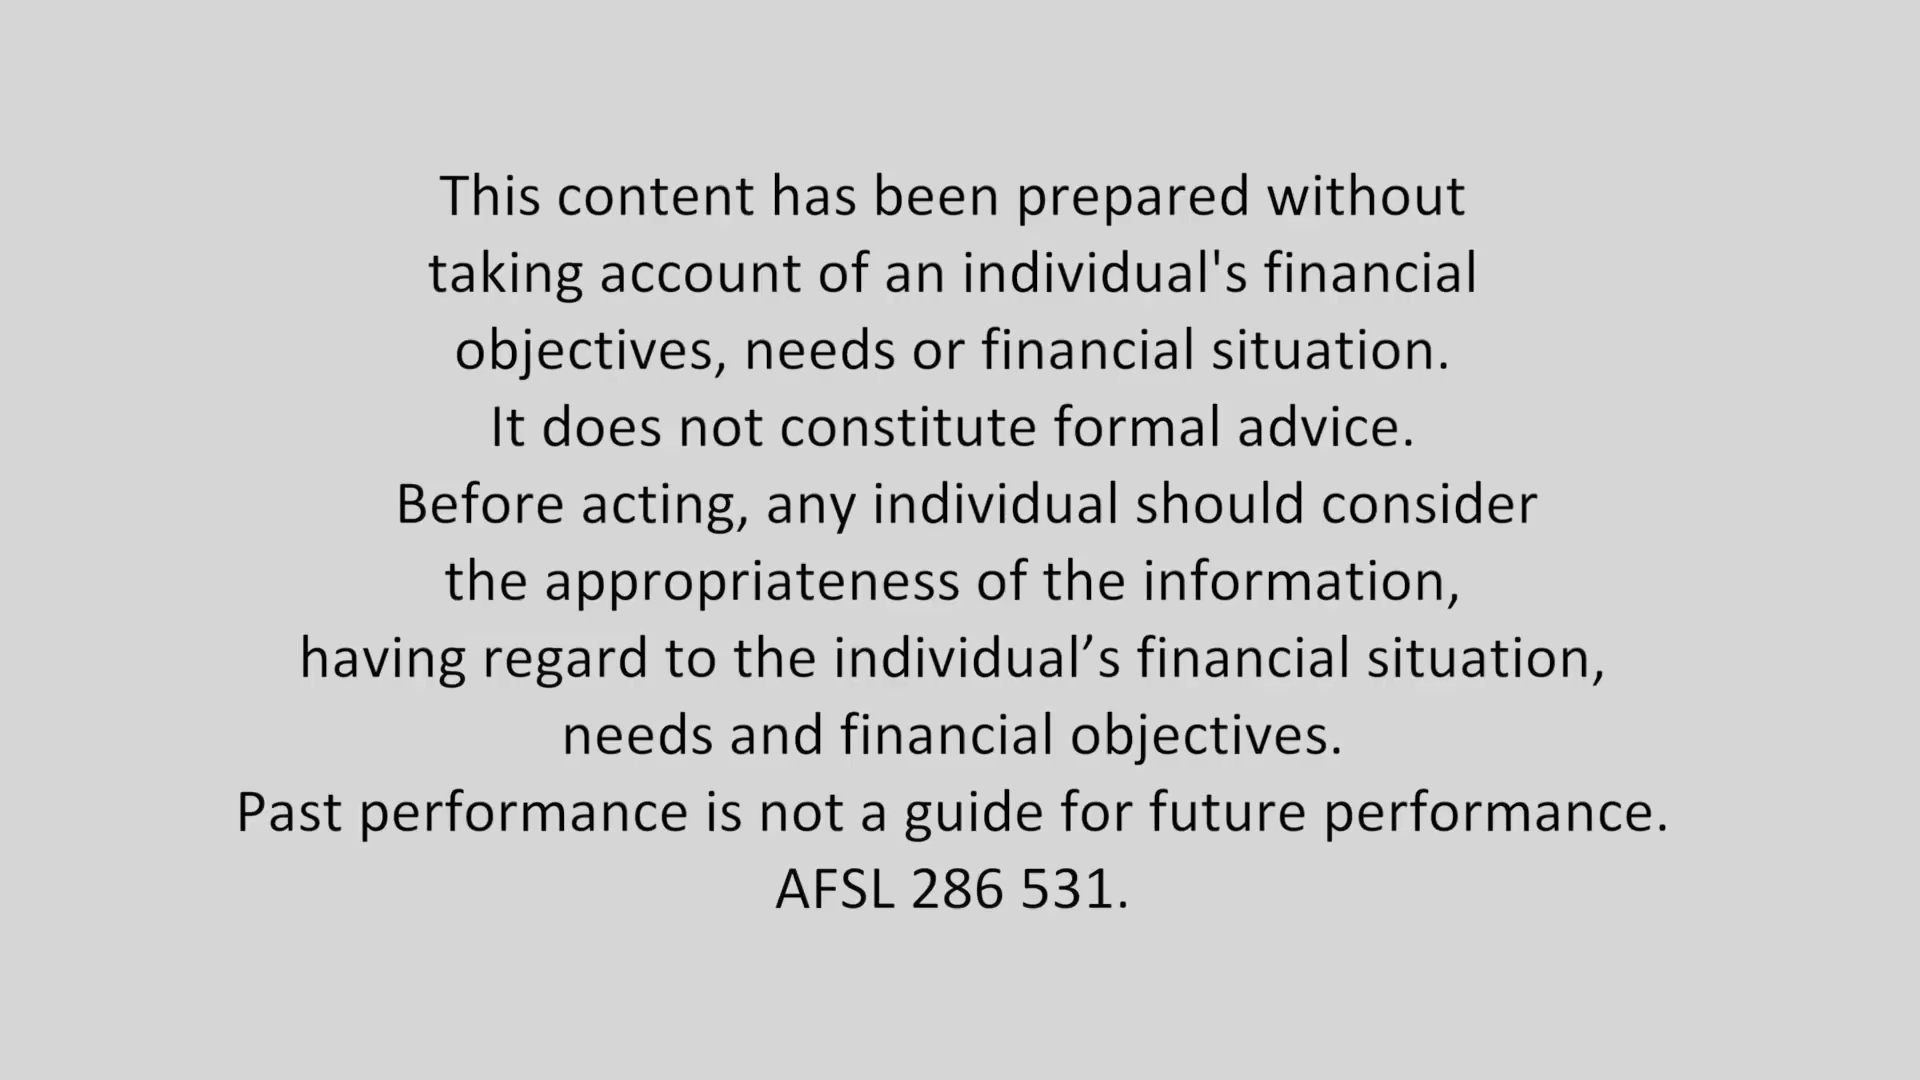 This content has been prepared without
taking account of an individual's financial
objectives, needs or financial situation.
It does not constitute formal advice.
Before acting, any individual should consider
the appropriateness of the information,
having regard to the individual’s financial situation,
needs and financial objectives.
Past performance is not a guide for future performance.
AFSL 286 531.